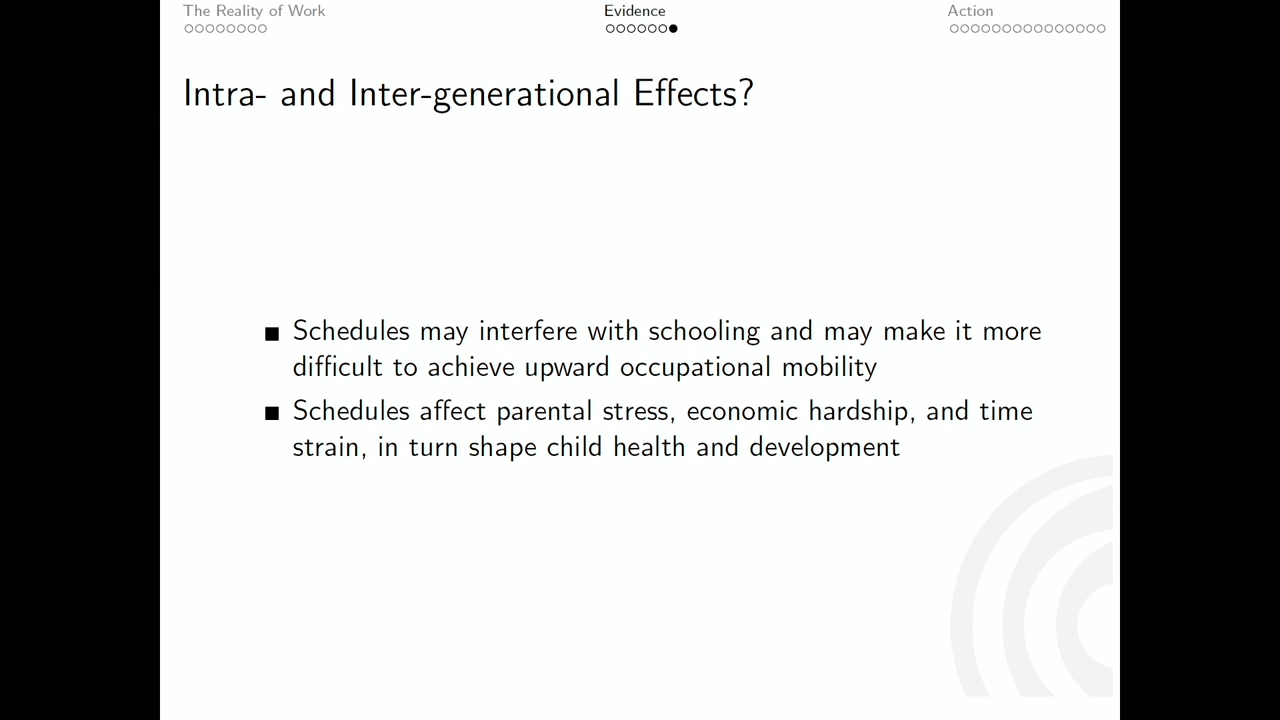 The Reality of Work
Evidence
Action
Intra- and Inter-generational Effects?
Schedules may interfere with schooling and may make it more
difficult to achieve upward occupational mobility
Schedules affect parental stress, economic hardship, and time
strain, in turn shape child health and development